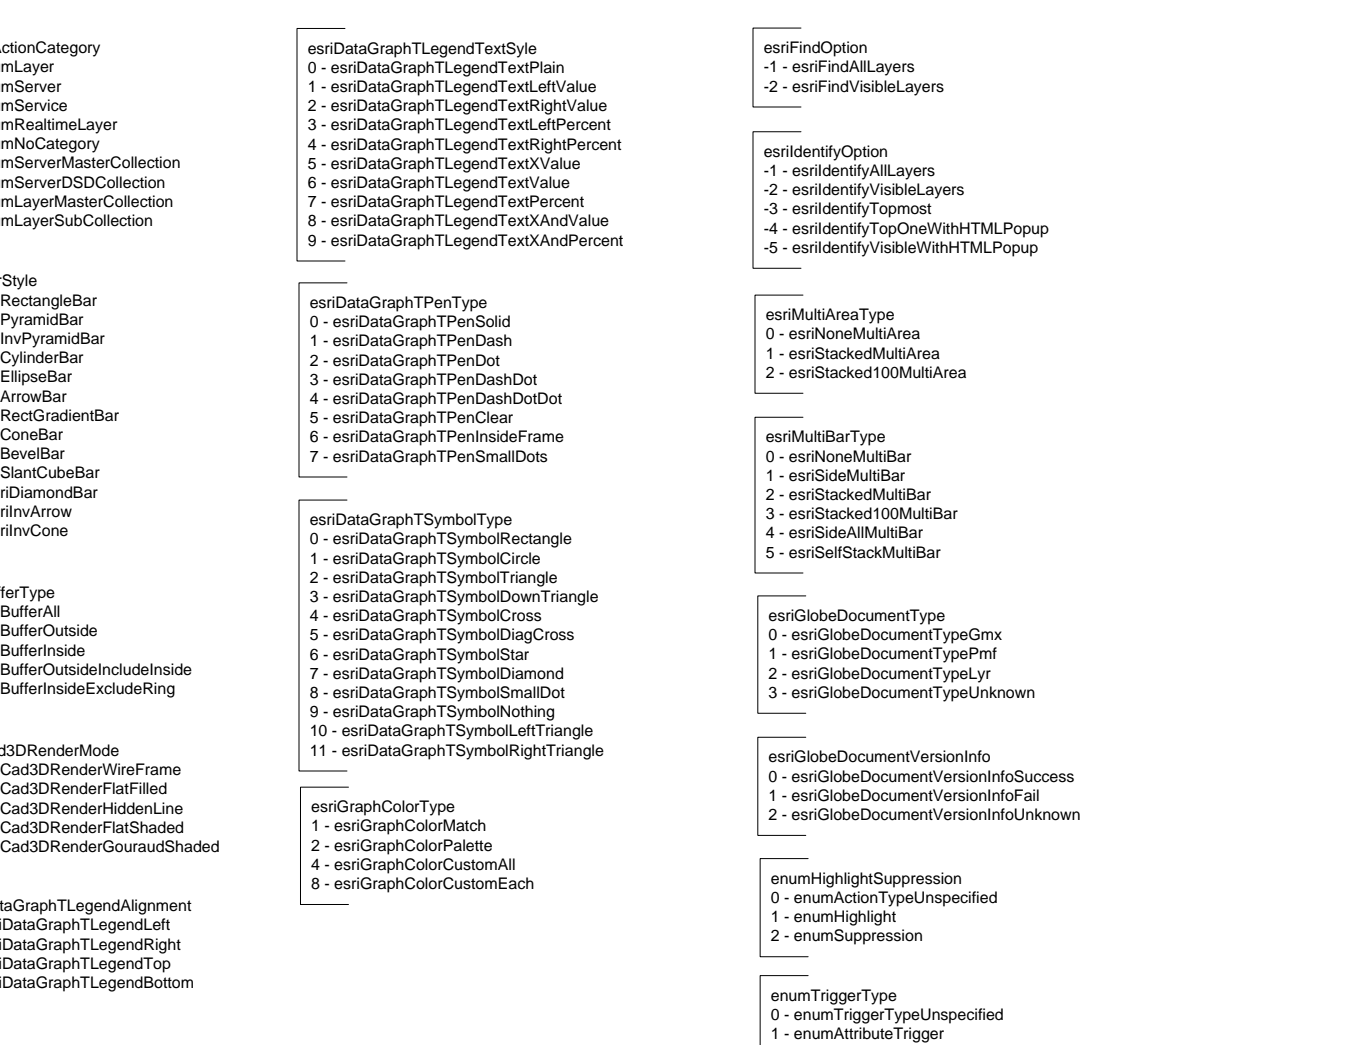 ctionCategory
mLayer
mServer
mService
mRealtimeLayer
mNoCategory
mServerMasterCollection
mServerDSDCollection
mLayerMasterCollection
mLayerSubCollection
rStyle
RectangleBar
PyramidBar
InvPyramidBar
CylinderBar
EllipseBar
ArrowBar
RectGradientBar
ConeBar
BevelBar
SlantCubeBar
riDiamondBar
riInvArrow
riInvCone
ferType
BufferAll
BufferOutside
BufferInside
BufferOutsideIncludeInside
BufferInsideExcludeRing
d3DRenderMode
Cad3DRenderWireFrame
Cad3DRenderFlatFilled
Cad3DRenderHiddenLine
Cad3DRenderFlatShaded
Cad3DRenderGouraudShaded
taGraphTLegendAlignment
iDataGraphTLegendLeft
iDataGraphTLegendRight
iDataGraphTLegendTop
iDataGraphTLegendBottom
esriDataGraphTLegendTextSyle
0 - esriDataGraphTLegendTextPlain
1 - esriDataGraphTLegendTextLeftValue
2 - esriDataGraphTLegendTextRightValue
3 - esriDataGraphTLegendTextLeftPercent
4 - esriDataGraphTLegendTextRightPercent
5 - esriDataGraphTLegendTextXValue
6 - esriDataGraphTLegendTextValue
7 - esriDataGraphTLegendTextPercent
8 - esriDataGraphTLegendTextXAndValue
9 - esriDataGraphTLegendTextXAndPercent
esriDataGraphTPenType
0 - esriDataGraphTPenSolid
1 - esriDataGraphTPenDash
2 - esriDataGraphTPenDot
3 - esriDataGraphTPenDashDot
4 - esriDataGraphTPenDashDotDot
5 - esriDataGraphTPenClear
6 - esriDataGraphTPenInsideFrame
7 - esriDataGraphTPenSmallDots
esriDataGraphTSymbolType
0 - esriDataGraphTSymbolRectangle
1 - esriDataGraphTSymbolCircle
2 - esriDataGraphTSymbolTriangle
3 - esriDataGraphTSymbolDownTriangle
4 - esriDataGraphTSymbolCross
5 - esriDataGraphTSymbolDiagCross
6 - esriDataGraphTSymbolStar
7 - esriDataGraphTSymbolDiamond
8 - esriDataGraphTSymbolSmallDot
9 - esriDataGraphTSymbolNothing
10 - esriDataGraphTSymbolLeftTriangle
11 - esriDataGraphTSymbolRightTriangle
esriGraphColorType
1 - esriGraphColorMatch
2 - esriGraphColorPalette
4 - esriGraphColorCustomAll
8 - esriGraphColorCustomEach
esriFindOption
-1 - esriFindAllLayers
-2 - esriFindVisibleLayers
esriIdentifyOption
-1 - esriIdentifyAllLayers
-2 - esriIdentifyVisibleLayers
-3 - esriIdentifyTopmost
-4 - esriIdentifyTopOneWithHTMLPopup
-5 - esriIdentifyVisibleWithHTMLPopup
esriMultiAreaType
0 - esriNoneMultiArea
1 - esriStackedMultiArea
2 - esriStacked100MultiArea
esriMultiBarType
0 - esriNoneMultiBar
1 - esriSideMultiBar
2 - esriStackedMultiBar
3 - esriStacked100MultiBar
4 - esriSideAllMultiBar
5 - esriSelfStackMultiBar
esriGlobeDocumentType
0 - esriGlobeDocumentTypeGmx
1 - esriGlobeDocumentTypePmf
2 - esriGlobeDocumentTypeLyr
3 - esriGlobeDocumentTypeUnknown
esriGlobeDocumentVersionInfo
0 - esriGlobeDocumentVersionInfoSuccess
1 - esriGlobeDocumentVersionInfoFail
2 - esriGlobeDocumentVersionInfoUnknown
enumHighlightSuppression
0 - enumActionTypeUnspecified
1 - enumHighlight
2 - enumSuppression
enumTriggerType
0 - enumTriggerTypeUnspecified
1 - enumAttributeTrigger